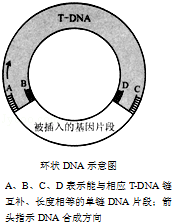 T-DNA
A
B
D
C
被插入的基因片段
环状 DNA 示意图
A、B、C、D 表示能与相应 T-DNA 链
互补、长度相等的单链 DNA 片段；箭
头指示 DNA 合成方向